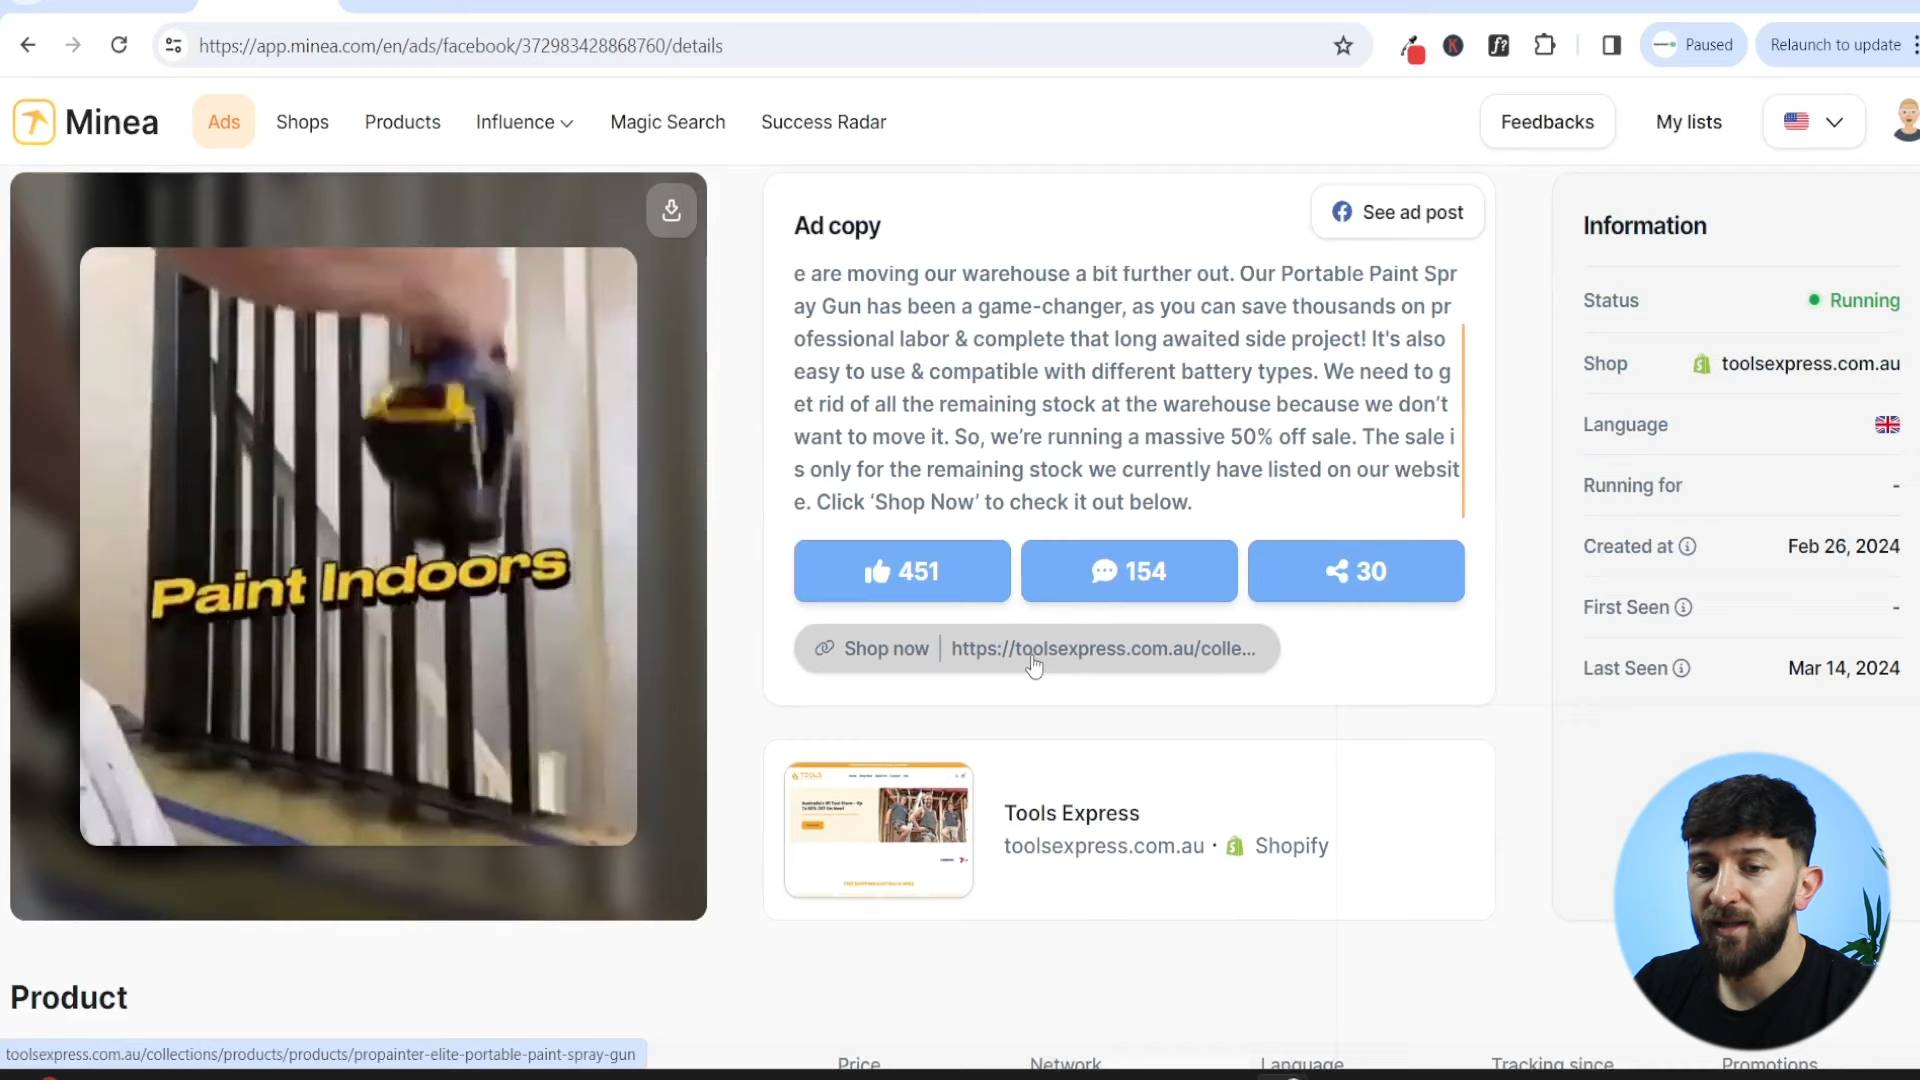 https://app.minea.com/en/ads/facebook/372983428868760/details
Paused
Relaunch to update
Minea
Ads
Shops
Products
Influence
Magic Search
Success Radar
Feedbacks
My lists
Ad copy
See ad post
e are moving our warehouse a bit further out. Our Portable Paint Spr
ay Gun has been a game-changer, as you can save thousands on pr
ofessional labor & complete that long awaited side project! It's also
easy to use & compatible with different battery types. We need to g
et rid of all the remaining stock at the warehouse because we don’t
want to move it. So, we’re running a massive 50% off sale. The sale i
s only for the remaining stock we currently have listed on our websit
e. Click ‘Shop Now’ to check it out below.
451
154
30
Shop now
https://toolsexpress.com.au/colle...
Paint Indoors
TOOLS
Tools Express
toolsexpress.com.au · Shopify
Information
Status
Running
Shop
toolsexpress.com.au
Language
Running for
-
Created at
Feb 26, 2024
First Seen
-
Last Seen
Mar 14, 2024
Product
toolsexpress.com.au/collections/products/products/propainter-elite-portable-paint-spray-gun
Price
Network
Language
Tracking since
Promotions